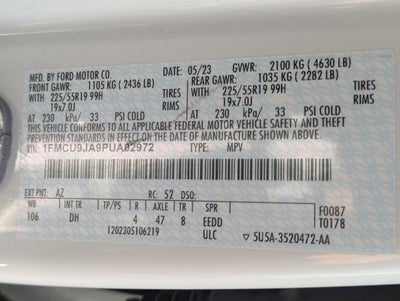 MFD. BY FORD MOTOR CO. 05/23 GVWR: 2100 KG ( 4630 LB)
FRONT GAWR: 1105 KG ( 2436 LB) REAR GAWR: 1035 KG ( 2282 LB)
WITH 225/55R19 99H TIRES WITH 225/55R19 99H TIRES
19x7.0J RIMS 19x7.0J RIMS
AT 230 kPa/ 33 PSI COLD AT 230 kPa/ 33 PSI COLD
THIS VEHICLE CONFORMS TO ALL APPLICABLE FEDERAL MOTOR VEHICLE SAFETY AND THEFT
PREVENTION STANDARDS IN EFFECT ON THE DATE OF MANUFACTURE SHOWN ABOVE.
VIN: 1FMCU9JA9PUA02972 TYPE: MPV
EXT PNT: AZ RC: 52 DSO:
WB TP/PS R AXLE TR SPR F0087
106 DH 4 47 8 EEDD T0178
1202305106219 ULC 5U5A-3520472-AA